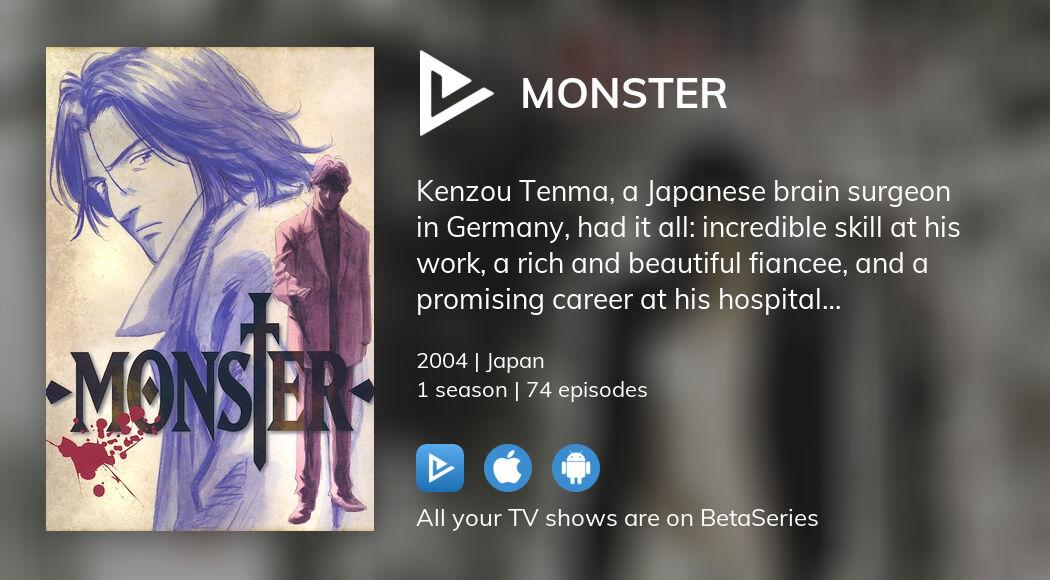 MONSTER
MONSTER
Kenzou Tenma, a Japanese brain surgeon
in Germany, had it all: incredible skill at his
work, a rich and beautiful fiancee, and a
promising career at his hospital...
2004 | Japan
1 season | 74 episodes
All your TV shows are on BetaSeries